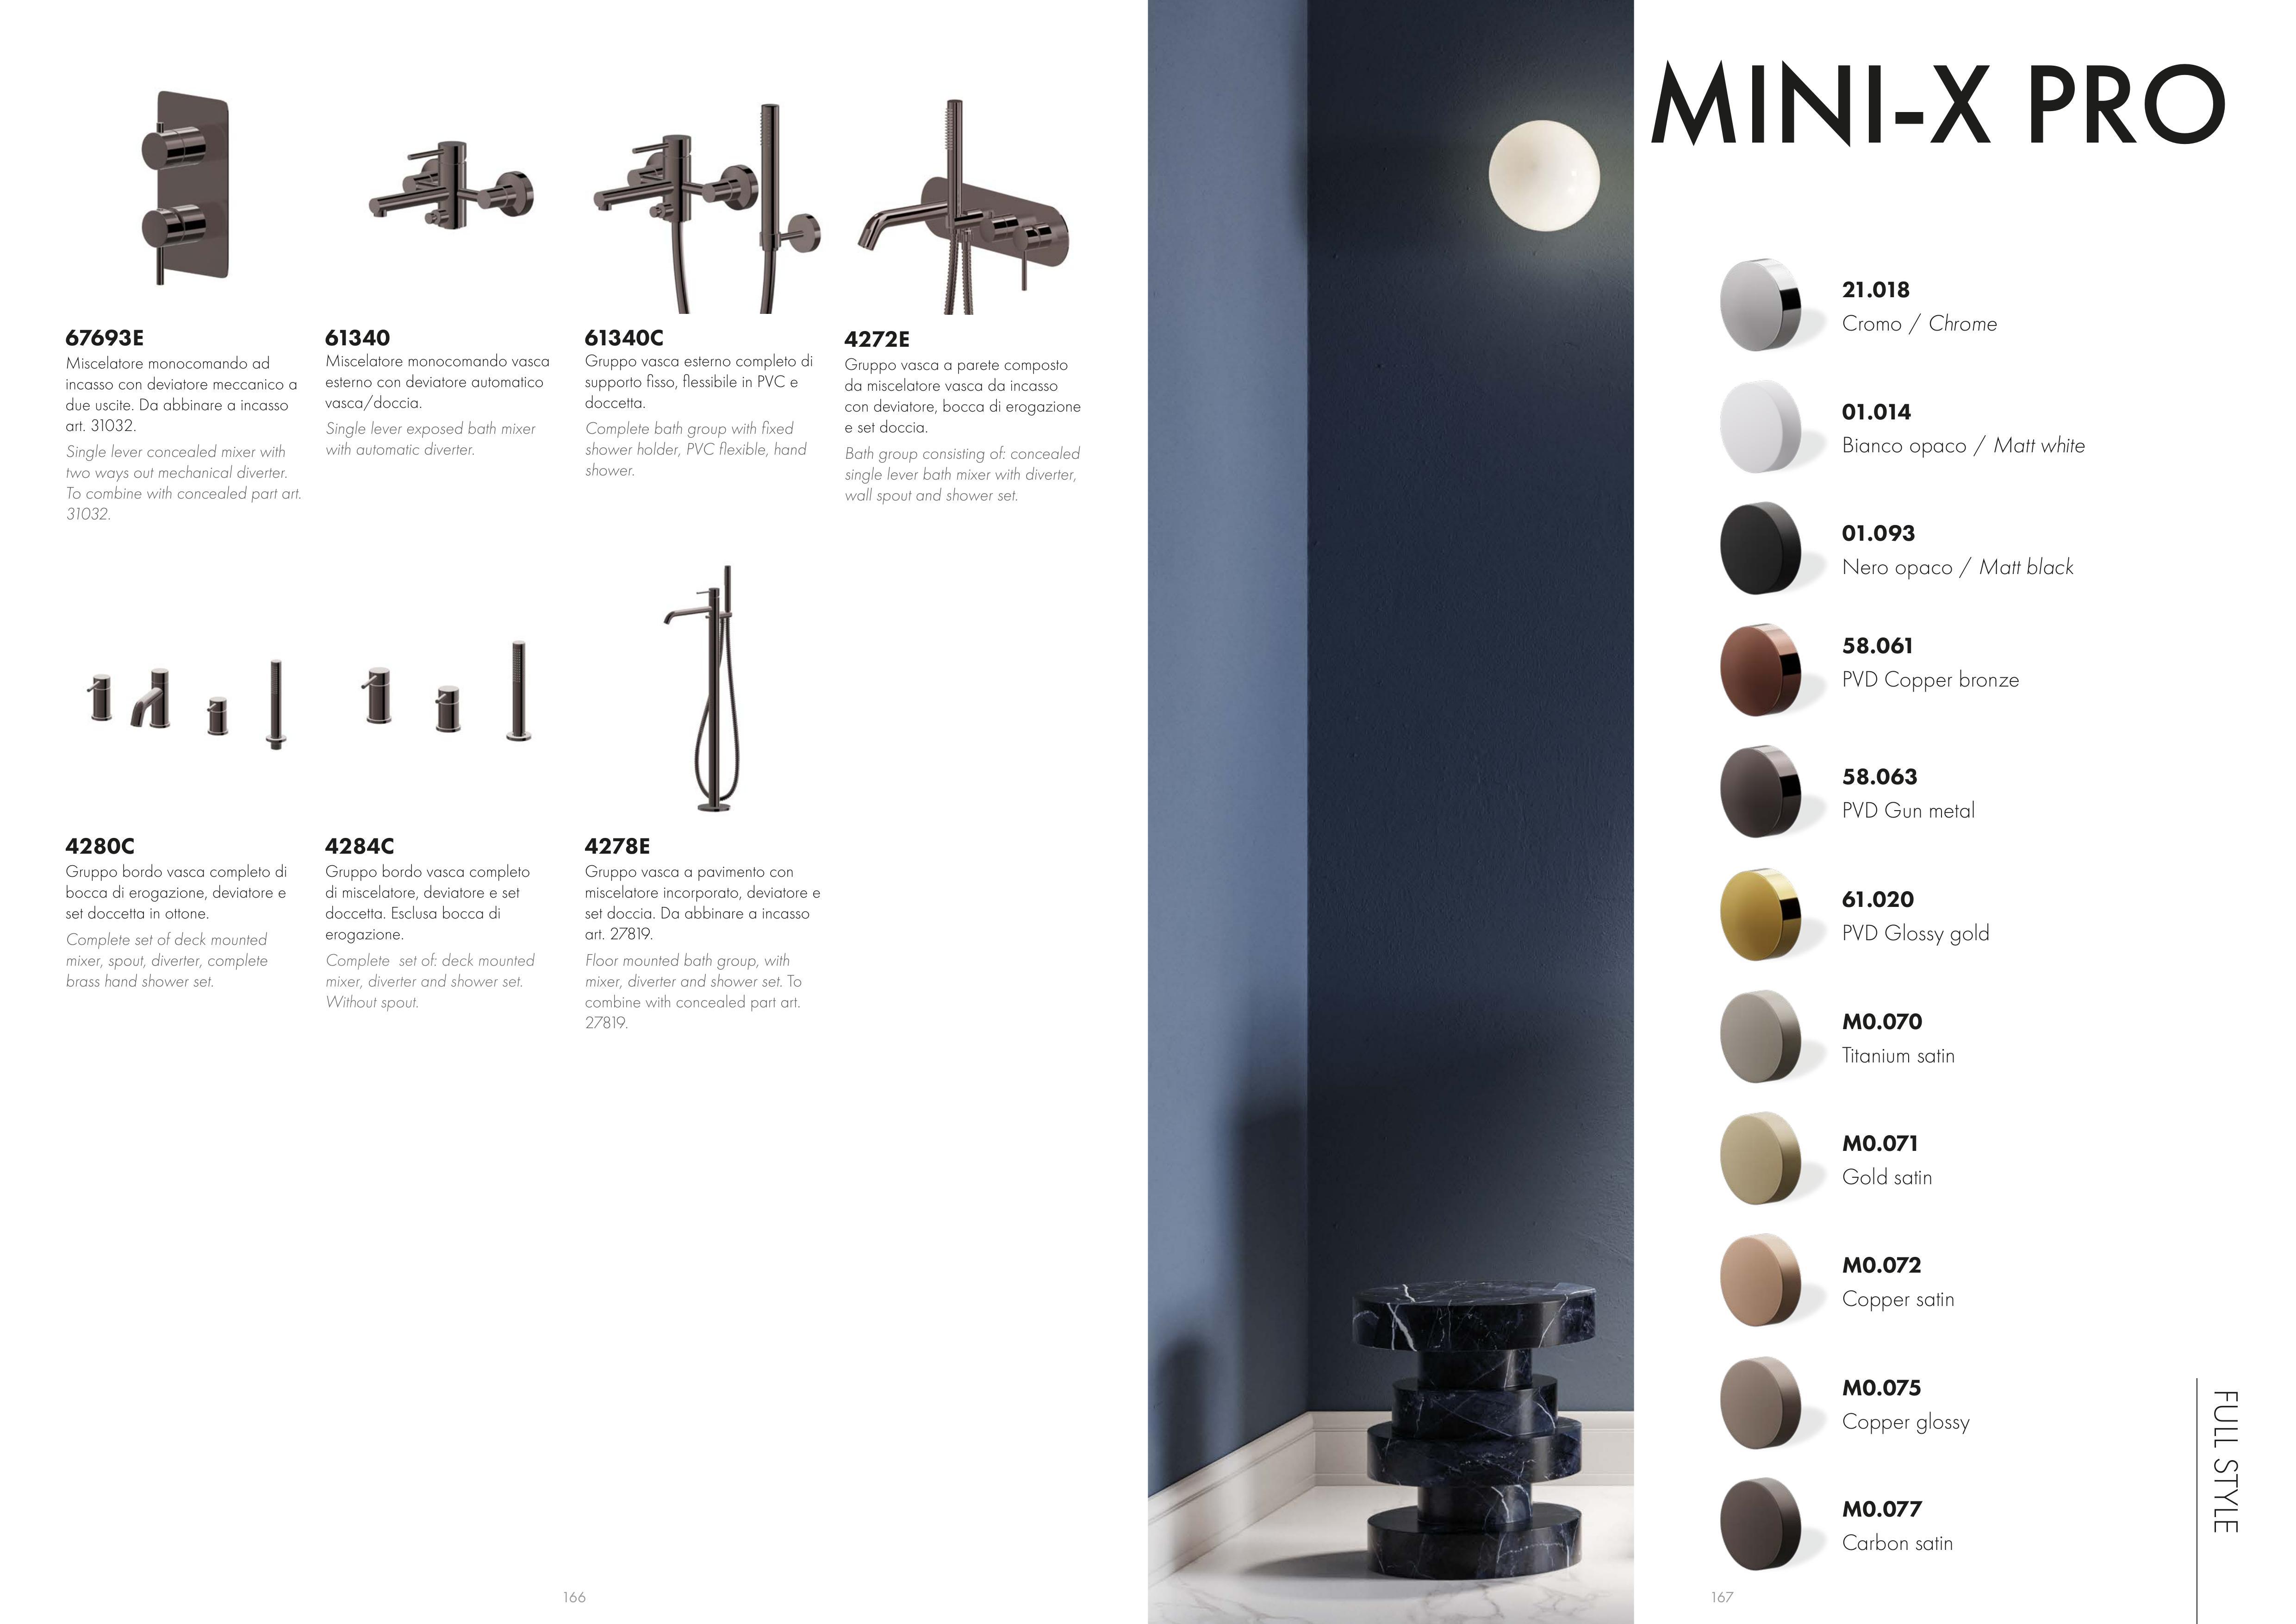 67693E
Miscelatore monocomando ad
incasso con deviatore meccanico a
due uscite. Da abbinare a incasso
art. 31032.
Single lever concealed mixer with
two ways out mechanical diverter.
To combine with concealed part art.
31032.
61340
Miscelatore monocomando vasca
esterno con deviatore automatico
vasca/doccia.
Single lever exposed bath mixer
with automatic diverter.
61340C
Gruppo vasca esterno completo di
supporto fisso, flessibile in PVC e
doccetta.
Complete bath group with fixed
shower holder, PVC flexible, hand
shower.
4272E
Gruppo vasca a parete composto
da miscelatore vasca da incasso
con deviatore, bocca di erogazione
e set doccia.
Bath group consisting of: concealed
single lever bath mixer with diverter,
wall spout and shower set.
4280C
Gruppo bordo vasca completo di
bocca di erogazione, deviatore e
set doccetta in ottone.
Complete set of deck mounted
mixer, spout, diverter, complete
brass hand shower set.
4284C
Gruppo bordo vasca completo
di miscelatore, deviatore e set
doccetta. Esclusa bocca di
erogazione.
Complete  set of: deck mounted
mixer, diverter and shower set.
Without spout.
4278E
Gruppo vasca a pavimento con
miscelatore incorporato, deviatore e
set doccia. Da abbinare a incasso
art. 27819.
Floor mounted bath group, with
mixer, diverter and shower set. To
combine with concealed part art.
27819.
166
MINI-X PRO
21.018
Cromo / Chrome
01.014
Bianco opaco / Matt white
01.093
Nero opaco / Matt black
58.061
PVD Copper bronze
58.063
PVD Gun metal
61.020
PVD Glossy gold
M0.070
Titanium satin
M0.071
Gold satin
M0.072
Copper satin
M0.075
Copper glossy
M0.077
Carbon satin
FULL STYLE
167